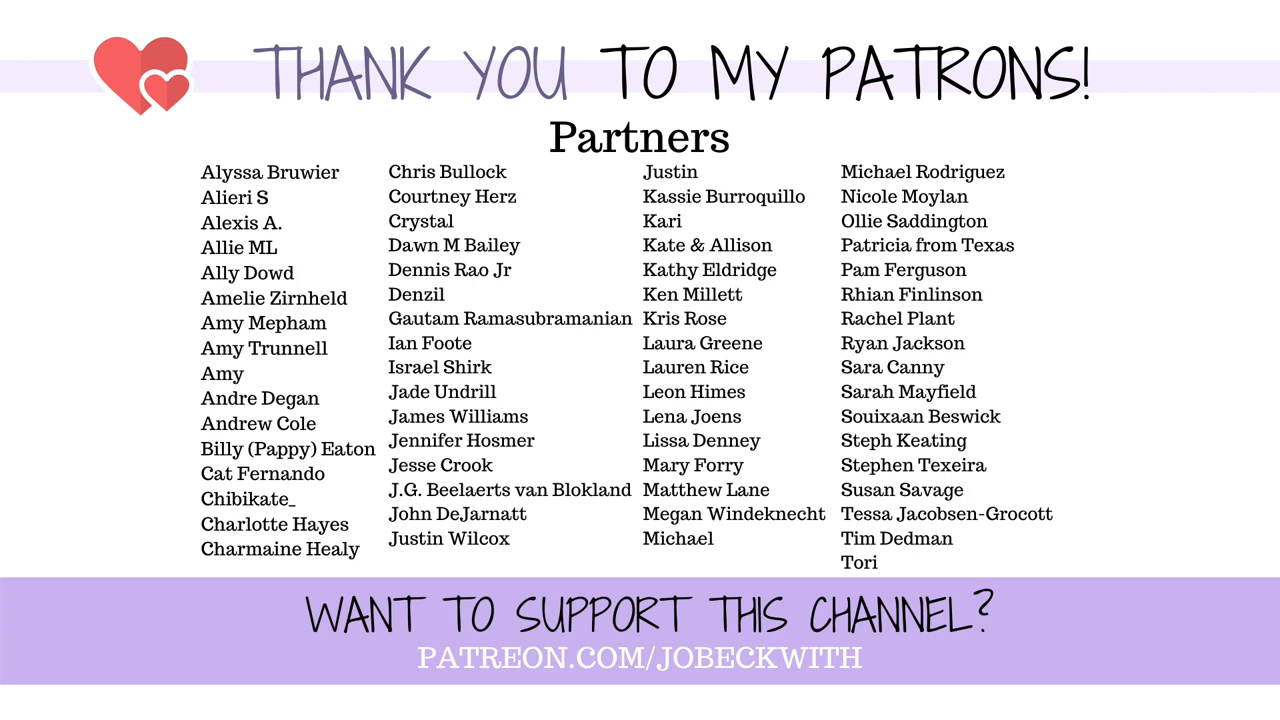 THANK YOU TO MY PATRONS!
Partners
Alyssa Bruwier
Alieri S
Alexis A.
Allie ML
Ally Dowd
Amelie Zirnheld
Amy Mepham
Amy Trunnell
Amy
Andre Degan
Andrew Cole
Billy (Pappy) Eaton
Cat Fernando
Chibikate_
Charlotte Hayes
Charmaine Healy
Chris Bullock
Courtney Herz
Crystal
Dawn M Bailey
Dennis Rao Jr
Denzil
Gautam Ramasubramanian
Ian Foote
Israel Shirk
Jade Undrill
James Williams
Jennifer Hosmer
Jesse Crook
J.G. Beelaerts van Blokland
John DeJarnatt
Justin Wilcox
Justin
Kassie Burroquillo
Kari
Kate & Allison
Kathy Eldridge
Ken Millett
Kris Rose
Laura Greene
Lauren Rice
Leon Himes
Lena Joens
Lissa Denney
Mary Forry
Matthew Lane
Megan Windeknecht
Michael
Michael Rodriguez
Nicole Moylan
Ollie Saddington
Patricia from Texas
Pam Ferguson
Rhian Finlinson
Rachel Plant
Ryan Jackson
Sara Canny
Sarah Mayfield
Souixaan Beswick
Steph Keating
Stephen Texeira
Susan Savage
Tessa Jacobsen-Grocott
Tim Dedman
Tori
WANT TO SUPPORT THIS CHANNEL?
PATREON.COM/JOBECKWITH